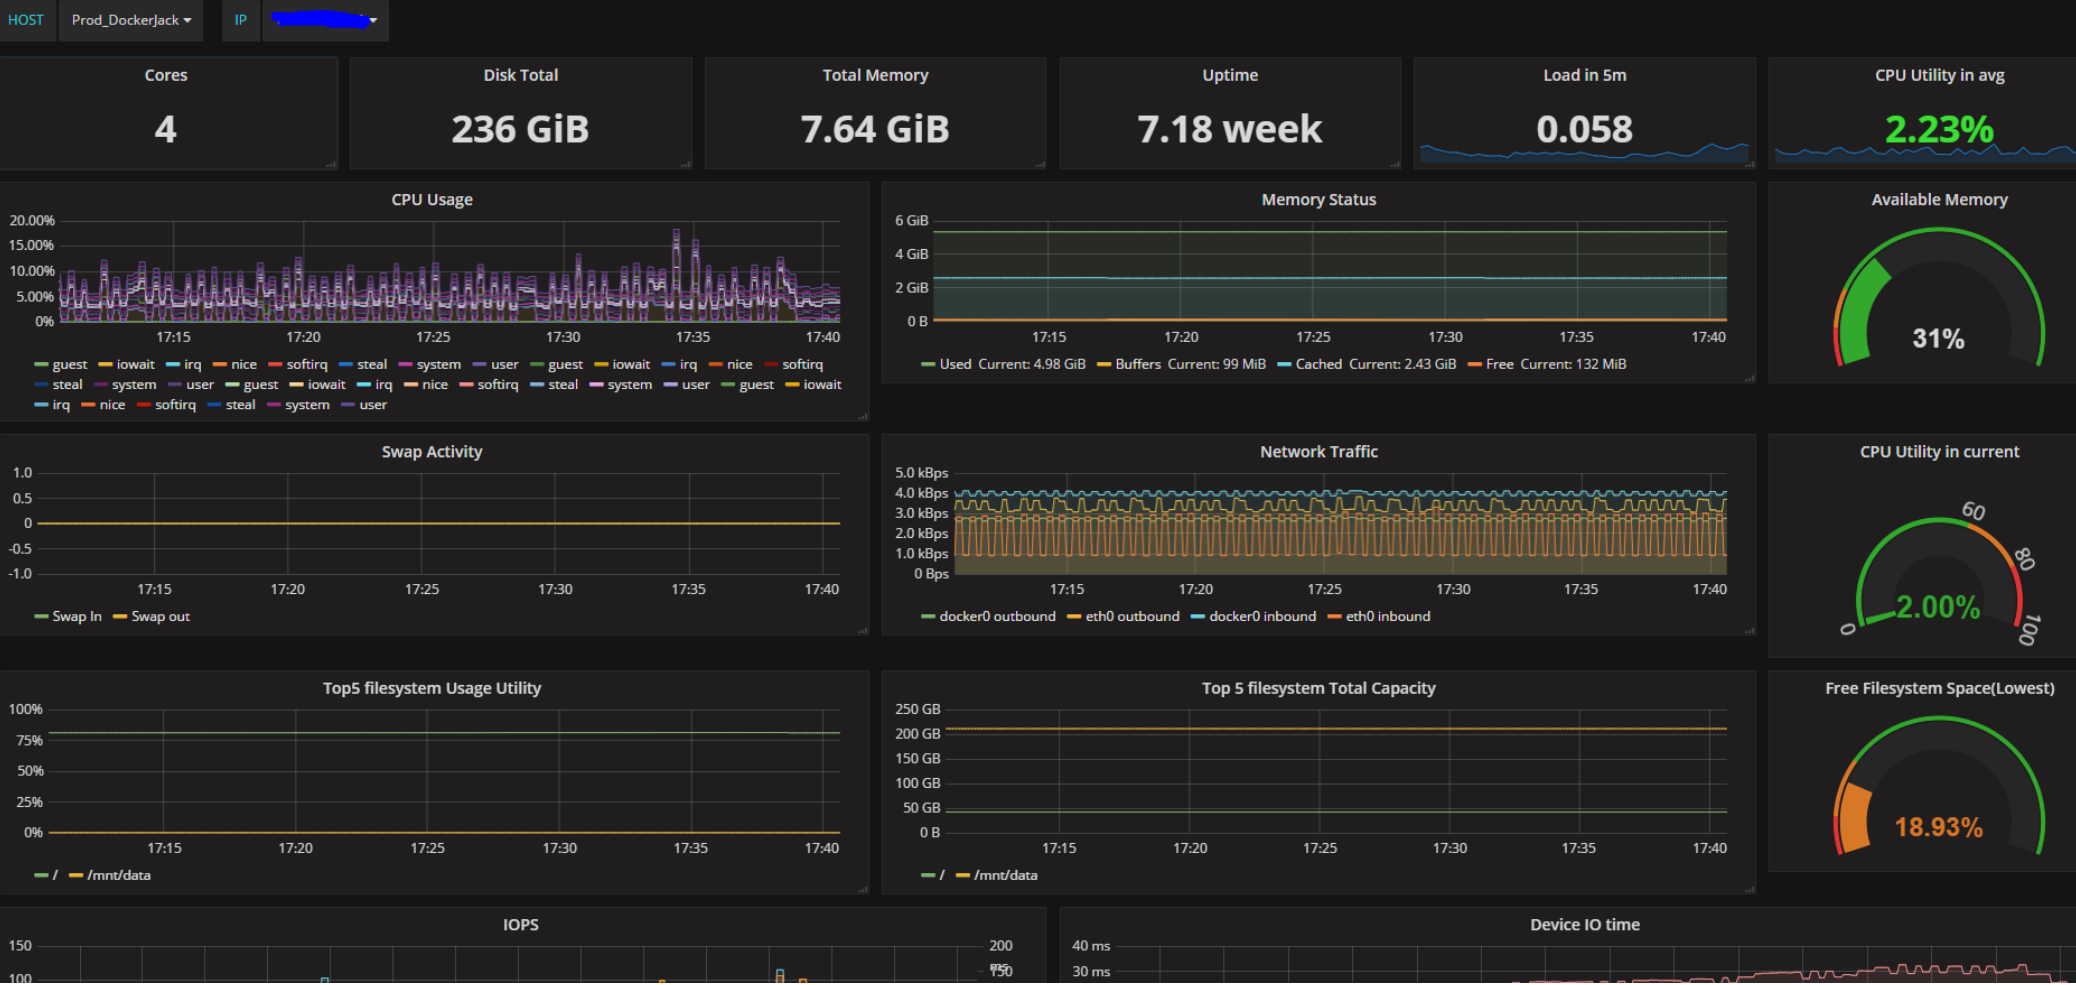 HOST Prod_DockerJack IP
Cores Disk Total Total Memory Uptime Load in 5m CPU Utility in avg
4 236 GiB 7.64 GiB 7.18 week 0.058 2.23%
CPU Usage
20.00%
15.00%
10.00%
5.00%
0%
17:15 17:20 17:25 17:30 17:35 17:40
guest iowait irq nice softirq steal system user guest iowait irq nice softirq
steal system user guest iowait irq nice softirq steal system user guest iowait
irq nice softirq steal system user
Memory Status
6 GiB
4 GiB
2 GiB
0 B
17:15 17:20 17:25 17:30 17:35 17:40
Used Current: 4.98 GiB Buffers Current: 99 MiB Cached Current: 2.43 GiB Free Current: 132 MiB
Available Memory
31%
Swap Activity
1.0
0.5
0
-0.5
-1.0
17:15 17:20 17:25 17:30 17:35 17:40
Swap In Swap out
Network Traffic
5.0 kBps
4.0 kBps
3.0 kBps
2.0 kBps
1.0 kBps
0 Bps
17:15 17:20 17:25 17:30 17:35 17:40
docker0 outbound eth0 outbound docker0 inbound eth0 inbound
CPU Utility in current
60
80
2.00%
0 100
Top5 filesystem Usage Utility
100%
75%
50%
25%
0%
17:15 17:20 17:25 17:30 17:35 17:40
/ /mnt/data
Top 5 filesystem Total Capacity
250 GB
200 GB
150 GB
100 GB
50 GB
0 B
17:15 17:20 17:25 17:30 17:35 17:40
/ /mnt/data
Free Filesystem Space(Lowest)
18.93%
IOPS
150 200
100 150
ms
Device IO time
40 ms
30 ms